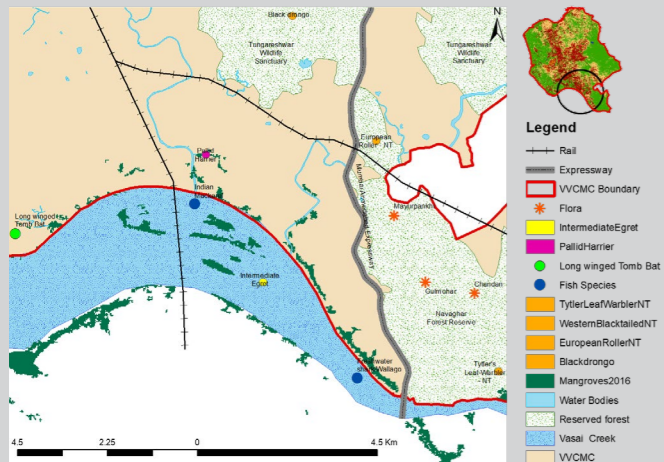 Black drongo
N
Tungareshwar
Wildlife
Sanctuary
Tungareshwar
Wildlife
Sanctuary
European
Roller NT
Pallid
Harrier
Indian
Long winged
Tomb Bat
Mayurpankhi
Intermediate
Egret
Gulmohar
Chandan
Navaghar
Forest Reserve
Tytler's
Leaf-Warbler
- NT
4.5 2.25 0 4.5 Km
Legend
Rail
Expressway
VVCMC Boundary
Flora
IntermediateEgret
PallidHarrier
Long winged Tomb Bat
Fish Species
TytlerLeafWarblerNT
WesternBlacktailedNT
EuropeanRollerNT
Blackdrongo
Mangroves2016
Water Bodies
Reserved forest
Vasai Creek
VVCMC